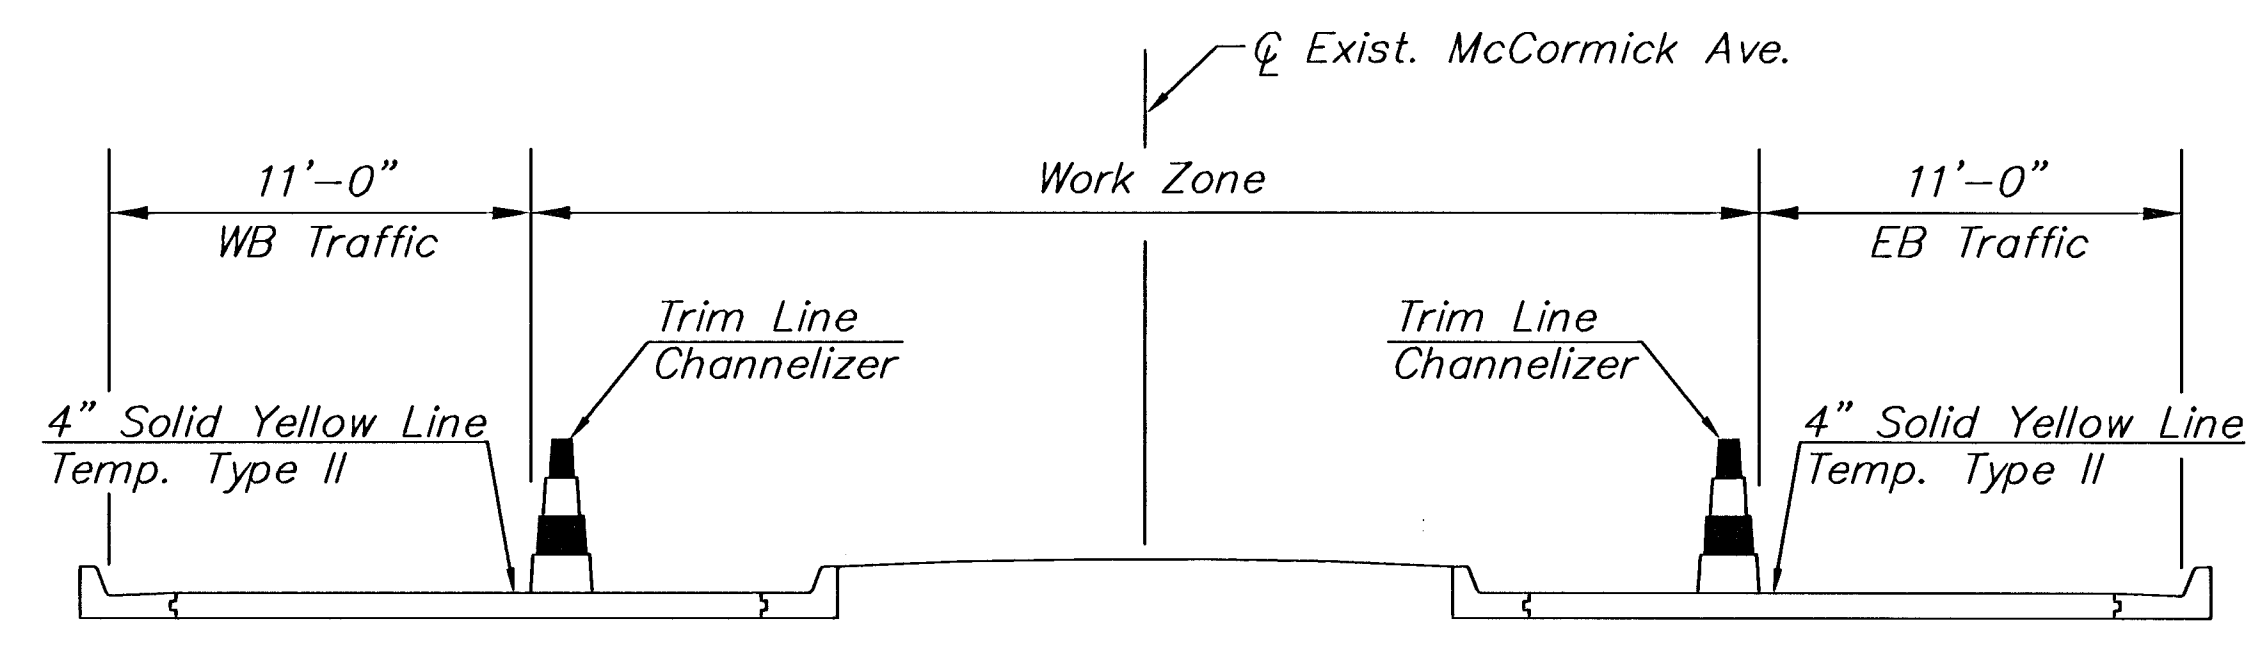 ℄ Exist. McCormick Ave.
11'-0"
WB Traffic
Work Zone
11'-0"
EB Traffic
Trim Line
Channelizer
Trim Line
Channelizer
4" Solid Yellow Line
Temp. Type II
4" Solid Yellow Line
Temp. Type II